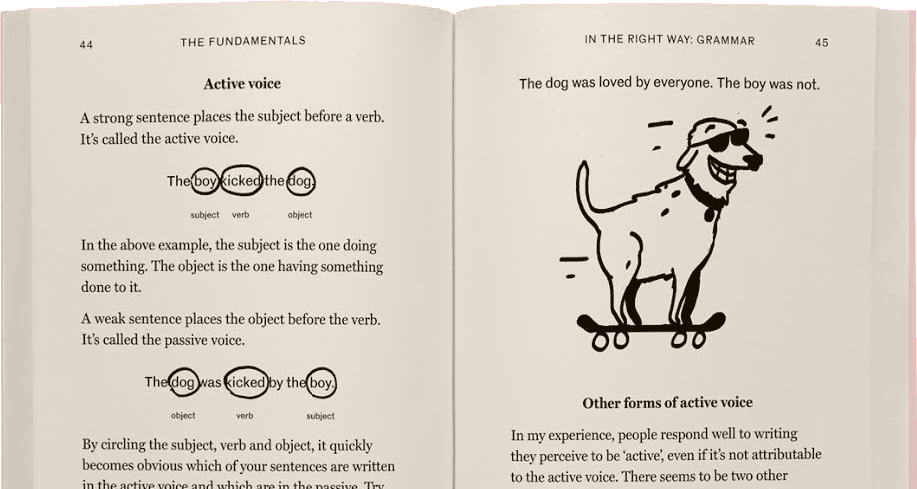 44
THE FUNDAMENTALS
Active voice
A strong sentence places the subject before a verb.
It’s called the active voice.
The boy kicked the dog.
subject verb object
In the above example, the subject is the one doing
something. The object is the one having something
done to it.
A weak sentence places the object before the verb.
It’s called the passive voice.
The dog was kicked by the boy.
object verb subject
By circling the subject, verb and object, it quickly
becomes obvious which of your sentences are written
in the active voice and which are in the passive. Try
IN THE RIGHT WAY: GRAMMAR
45
The dog was loved by everyone. The boy was not.
Other forms of active voice
In my experience, people respond well to writing
they perceive to be ‘active’, even if it’s not attributable
to the active voice. There seems to be two other